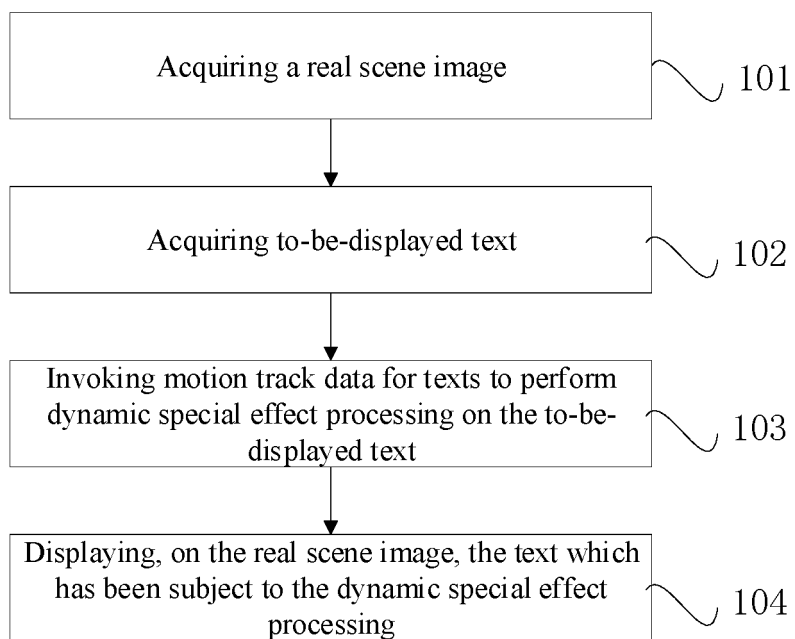 Acquiring a real scene image
101
Acquiring to-be-displayed text
102
Invoking motion track data for texts to perform
dynamic special effect processing on the to-be-
displayed text
103
Displaying, on the real scene image, the text which
has been subject to the dynamic special effect
processing
104